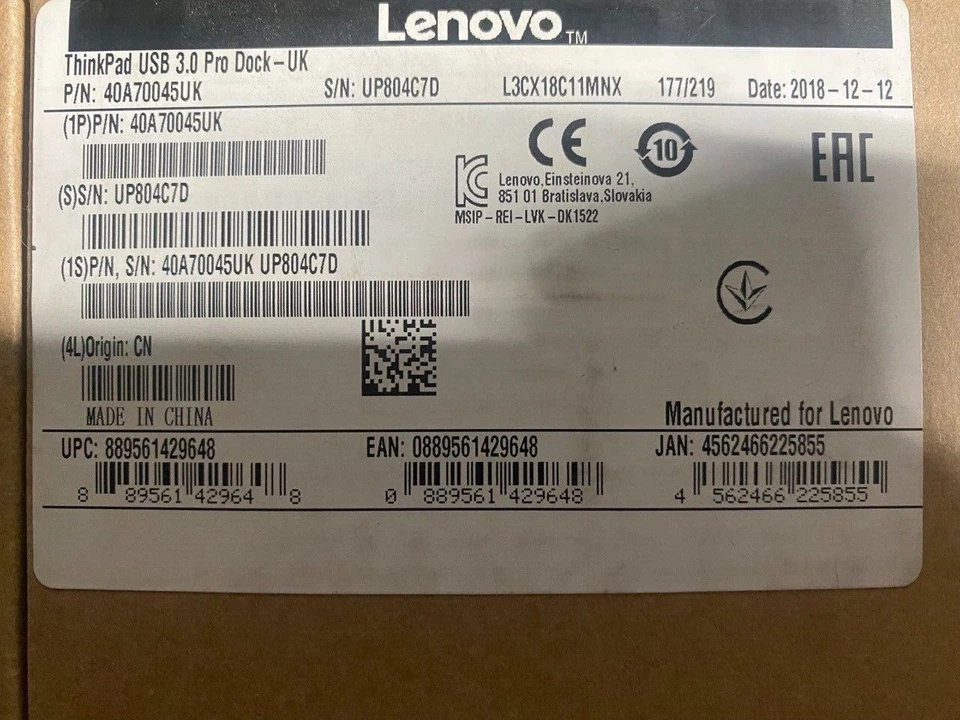 Lenovo TM
ThinkPad USB 3.0 Pro Dock-UK
P/N: 40A70045UK S/N: UP804C7D L3CX18C11MNX 177/219 Date: 2018-12-12
(1P)P/N: 40A70045UK
CE 10 EAC
(S)S/N: UP804C7D
Lenovo,Einsteinova 21,
851 01 Bratislava,Slovakia
MSIP-REI-LVK-DK1522
(1S)P/N, S/N: 40A70045UK UP804C7D
(4L)Origin: CN
MADE IN CHINA
Manufactured for Lenovo
UPC: 889561429648 EAN: 0889561429648 JAN: 4562466225855
8 89561 42964 8 0 889561 429648 4 562466 225855